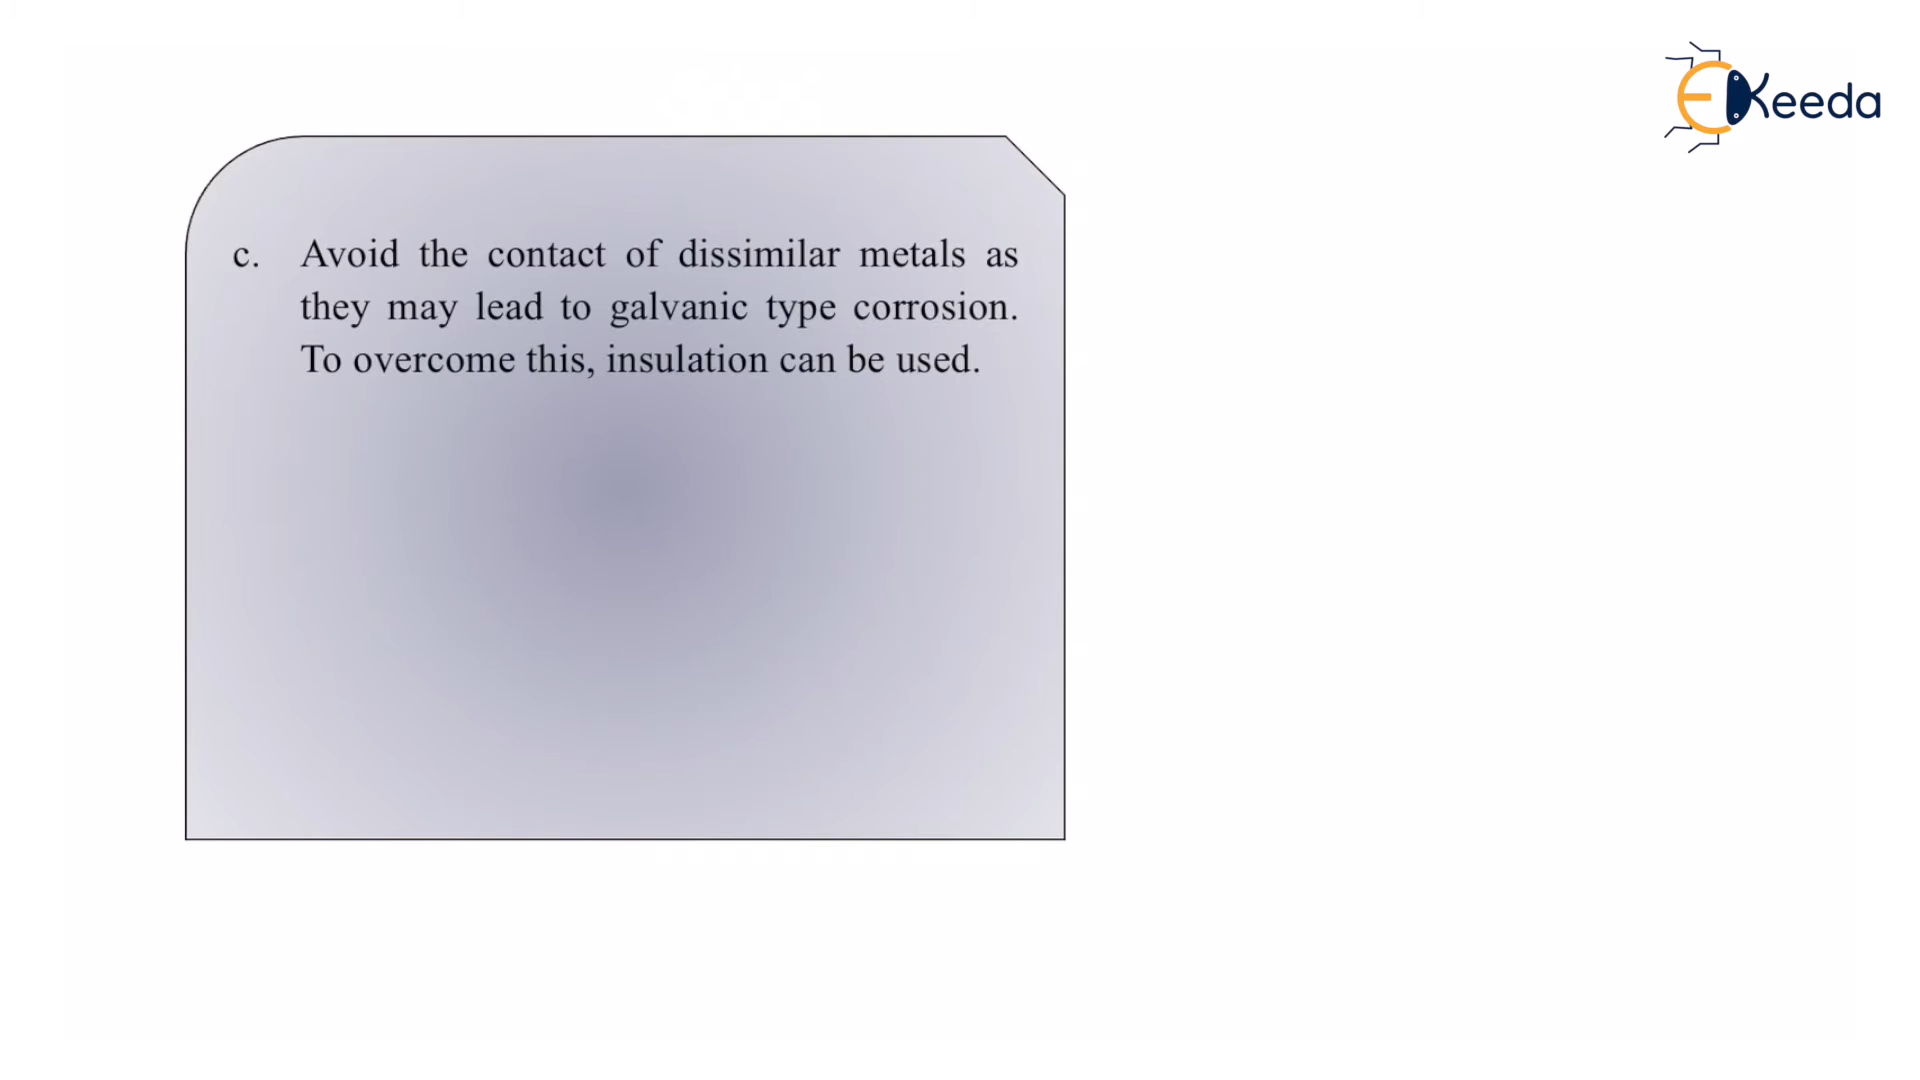 EKeeda
c. Avoid the contact of dissimilar metals as
they may lead to galvanic type corrosion.
To overcome this, insulation can be used.